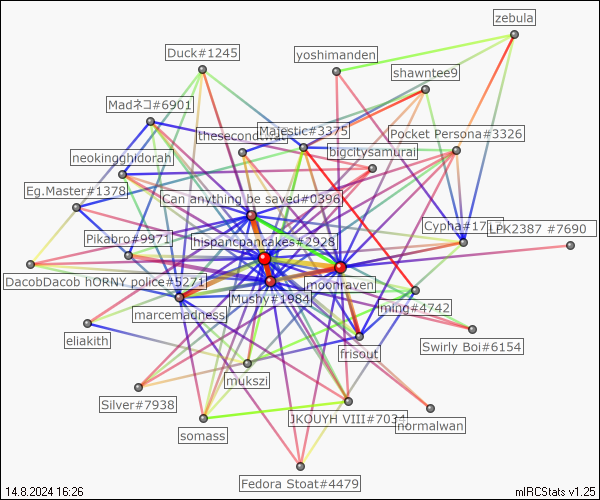 zebula
Duck#1245
yoshimanden
shawntee9
Madネコ#6901
Majestic#3375
Pocket Persona#3326
bigcitysamurai
neokingghidorah
Eg.Master#1378
Can anything be saved#0396
LPK2387 #7690
Pikabro#9971
hispancpancakes#2928
DacobDacob hORNY police#5271
moonraven
Mushy#1984
marcemadness
ming#4742
eliakith
frisout
Swirly Boi#6154
mukszi
Silver#7938
JKOUYH VIII#7034
normalwan
somass
Fedora Stoat#4479
14.8.2024 16:26
mIRCStats v1.25